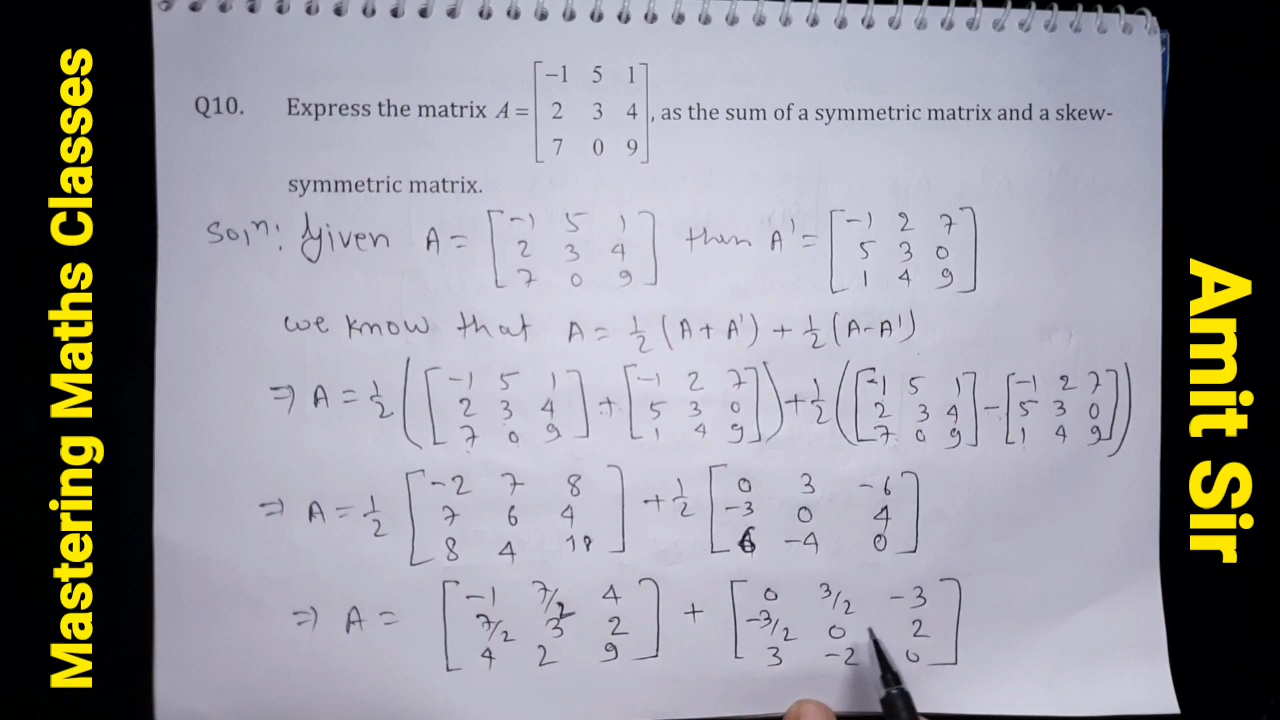 Mastering Maths Classes
Q10. Express the matrix A = [−1 5 1; 2 3 4; 7 0 9], as the sum of a symmetric matrix and a skew-
symmetric matrix.
Soln: Given A = [-1 5 1; 2 3 4; 7 0 9] then A' = [-1 2 7; 5 3 0; 1 4 9]
we know that A = 1/2 (A + A') + 1/2 (A - A')
⇒ A = 1/2 ([-1 5 1; 2 3 4; 7 0 9] + [-1 2 7; 5 3 0; 1 4 9]) + 1/2 ([-1 5 1; 2 3 4; 7 0 9] - [-1 2 7; 5 3 0; 1 4 9])
⇒ A = 1/2 [-2 7 8; 7 6 4; 8 4 18] + 1/2 [0 3 -6; -3 0 4; 6 -4 0]
⇒ A = [-1 7/2 4; 7/2 3 2; 4 2 9] + [0 3/2 -3; -3/2 0 2; 3 -2 0]
Amit Sir